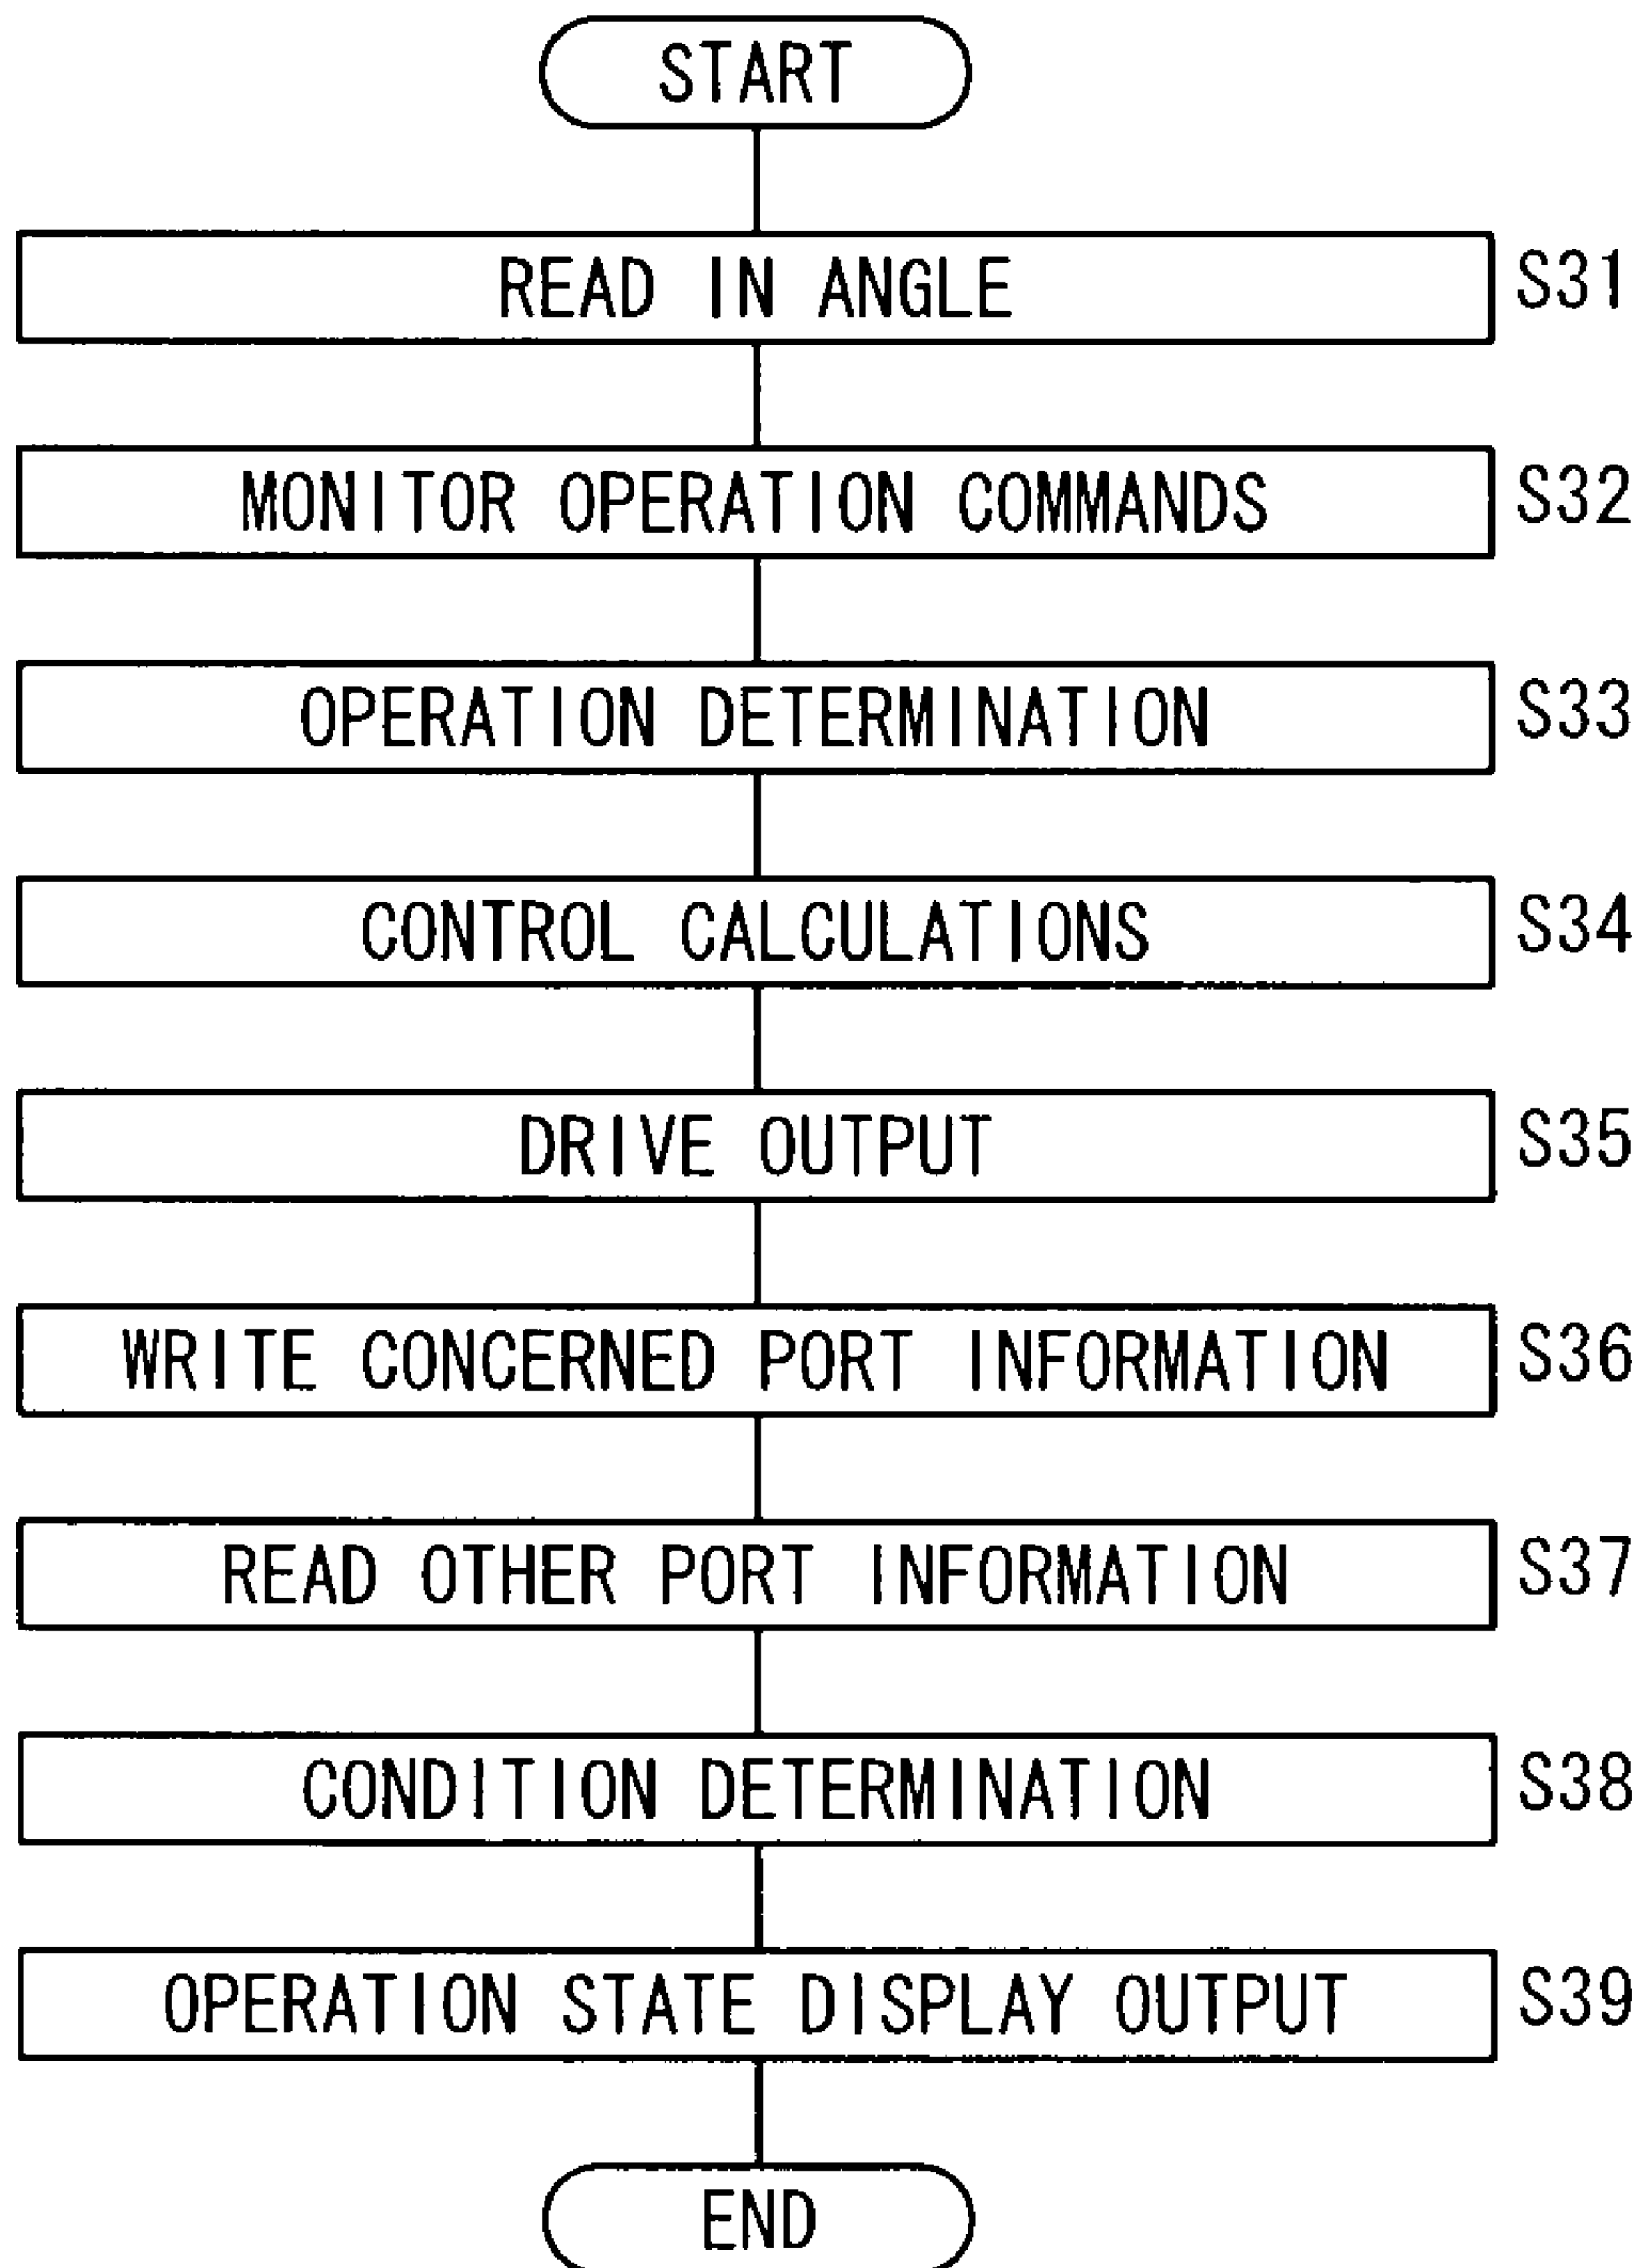 START
READ IN ANGLE S31
MONITOR OPERATION COMMANDS S32
OPERATION DETERMINATION S33
CONTROL CALCULATIONS S34
DRIVE OUTPUT S35
WRITE CONCERNED PORT INFORMATION S36
READ OTHER PORT INFORMATION S37
CONDITION DETERMINATION S38
OPERATION STATE DISPLAY OUTPUT S39
END